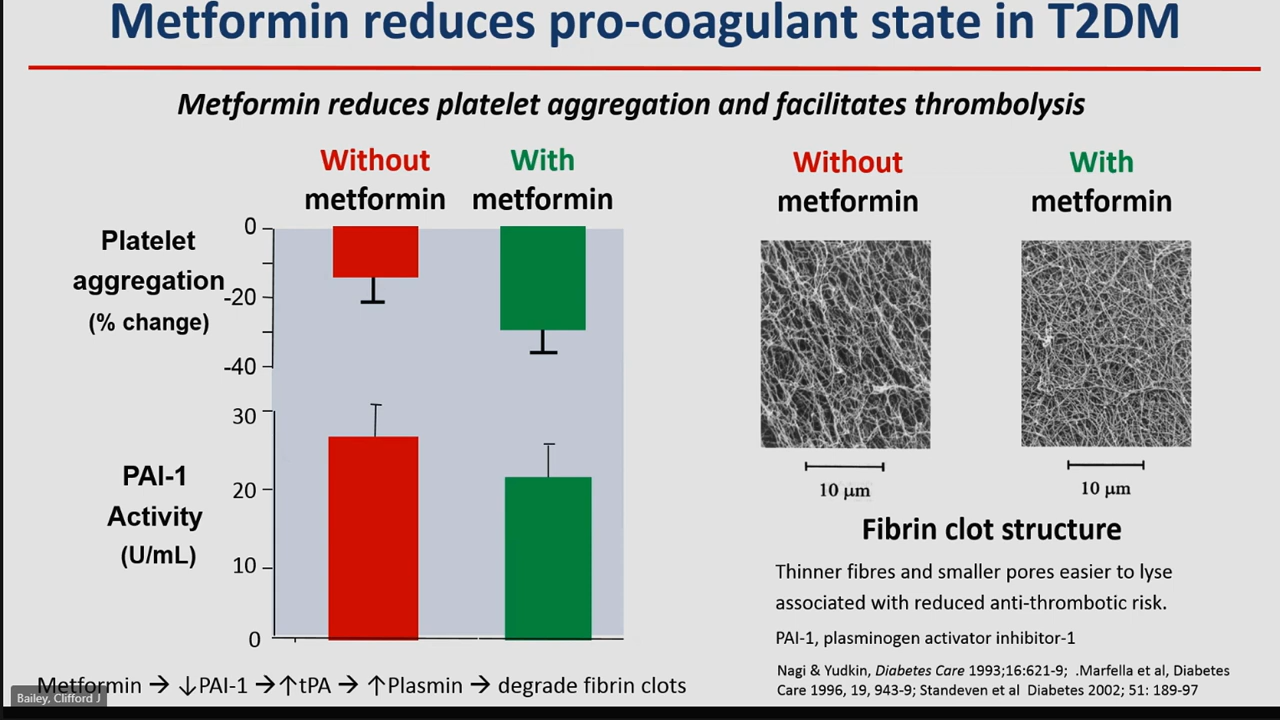 Metformin reduces pro-coagulant state in T2DM
Metformin reduces platelet aggregation and facilitates thrombolysis
Without
metformin
With
metformin
Platelet
aggregation
(% change)
0
-20
-40
PAI-1
Activity
(U/mL)
30
20
10
0
Metformin → ↓PAI-1 →↑tPA → ↑Plasmin → degrade fibrin clots
Bailey, Clifford J
Without
metformin
With
metformin
10 µm
10 µm
Fibrin clot structure
Thinner fibres and smaller pores easier to lyse
associated with reduced anti-thrombotic risk.
PAI-1, plasminogen activator inhibitor-1
Nagi & Yudkin, Diabetes Care 1993;16:621-9; .Marfella et al, Diabetes
Care 1996, 19, 943-9; Standeven et al Diabetes 2002; 51: 189-97